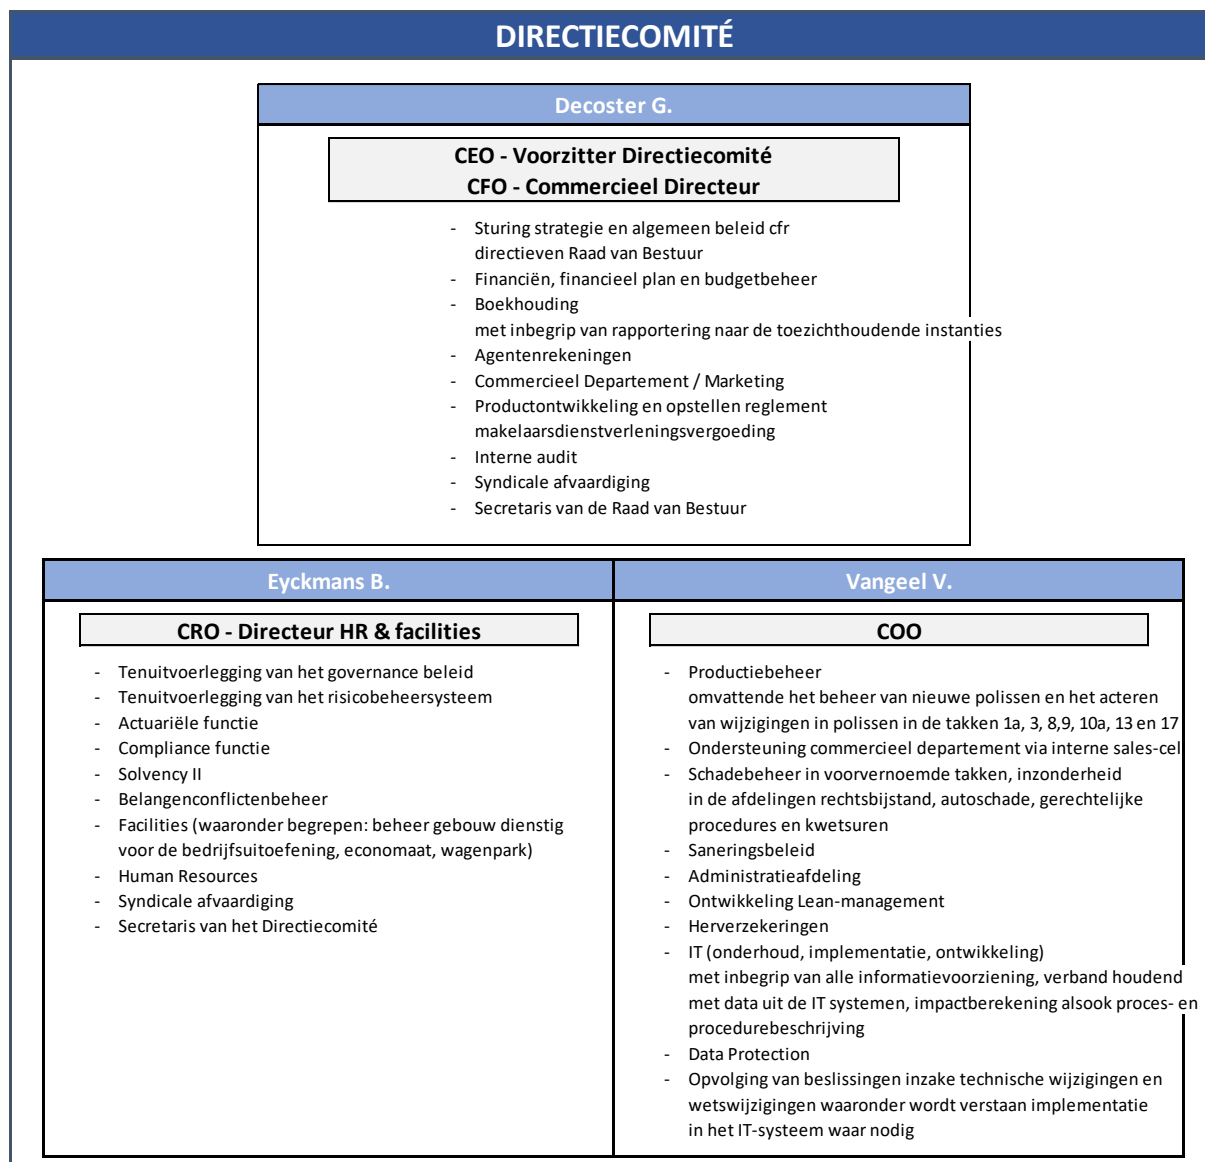 DIRECTIECOMITÉ
Decoster G.
CEO - Voorzitter Directiecomité
CFO - Commercieel Directeur
- Sturing strategie en algemeen beleid cfr
directieven Raad van Bestuur
- Financiën, financieel plan en budgetbeheer
- Boekhouding
met inbegrip van rapportering naar de toezichthoudende instanties
- Agentenrekeningen
- Commercieel Departement / Marketing
- Productontwikkeling en opstellen reglement
makelaarsdienstverleningsvergoeding
- Interne audit
- Syndicale afvaardiging
- Secretaris van de Raad van Bestuur
Eyckmans B.
CRO - Directeur HR & facilities
- Tenuitvoerlegging van het governance beleid
- Tenuitvoerlegging van het risicobeheersysteem
- Actuariële functie
- Compliance functie
- Solvency II
- Belangenconflictenbeheer
- Facilities (waaronder begrepen: beheer gebouw dienstig
voor de bedrijfsuitoefening, economaat, wagenpark)
- Human Resources
- Syndicale afvaardiging
- Secretaris van het Directiecomité
Vangeel V.
COO
- Productiebeheer
omvattende het beheer van nieuwe polissen en het acteren
van wijzigingen in polissen in de takken 1a, 3, 8,9, 10a, 13 en 17
- Ondersteuning commercieel departement via interne sales-cel
- Schadebeheer in voorvernoemde takken, inzonderheid
in de afdelingen rechtsbijstand, autoschade, gerechtelijke
procedures en kwetsuren
- Saneringsbeleid
- Administratieafdeling
- Ontwikkeling Lean-management
- Herverzekeringen
- IT (onderhoud, implementatie, ontwikkeling)
met inbegrip van alle informatievoorziening, verband houdend
met data uit de IT systemen, impactberekening alsook proces- en
procedurebeschrijving
- Data Protection
- Opvolging van beslissingen inzake technische wijzigingen en
wetswijzigingen waaronder wordt verstaan implementatie
in het IT-systeem waar nodig